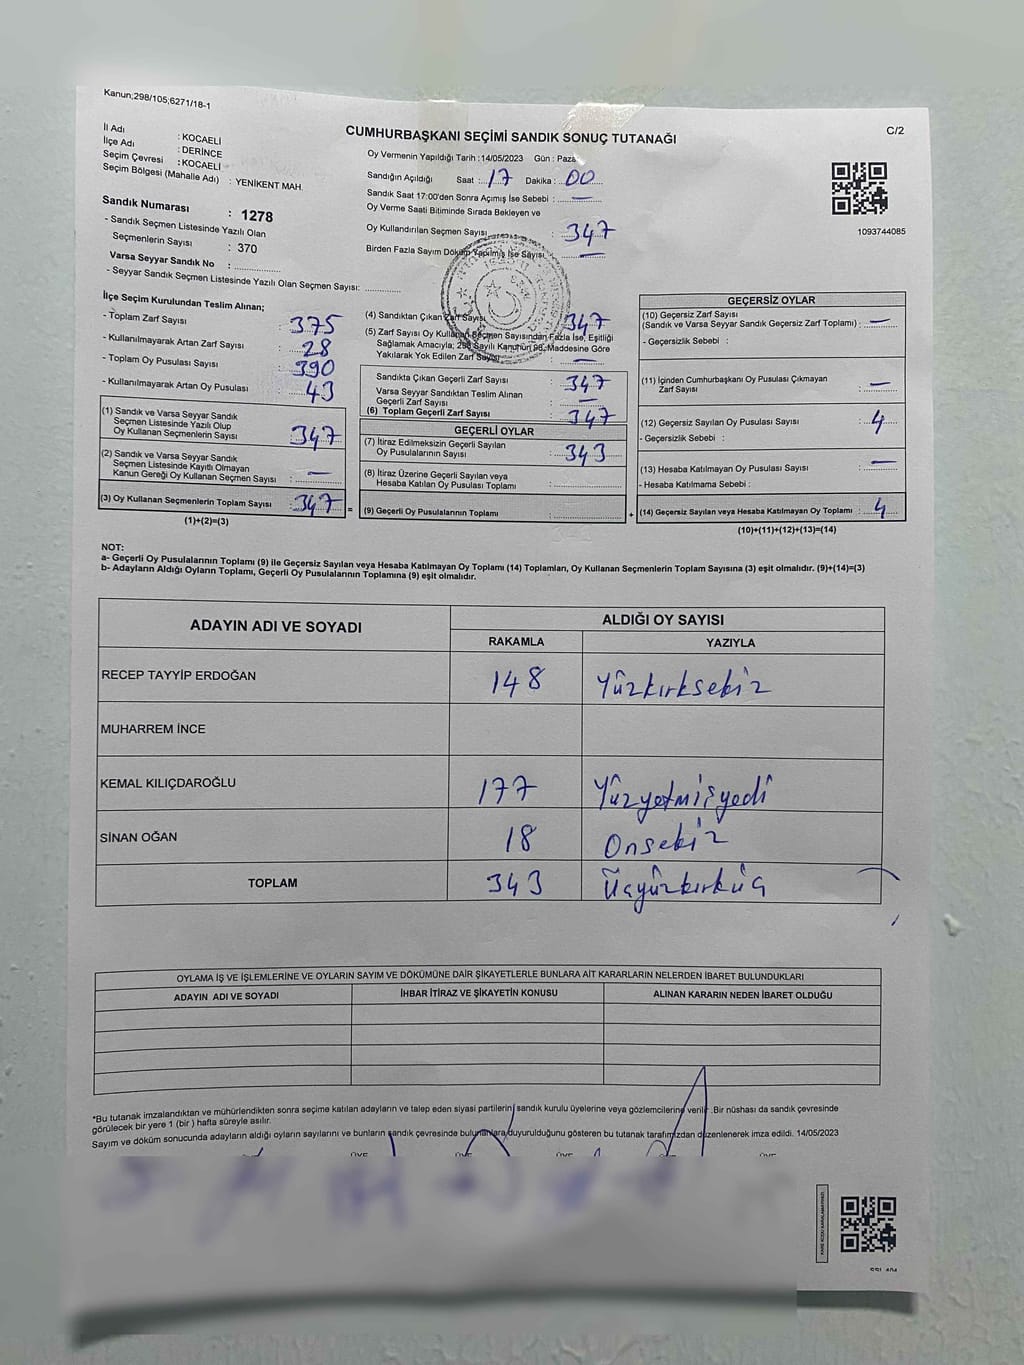 Kanun;298/105;6271/18-1
C/2
CUMHURBAŞKANI SEÇİMİ SANDIK SONUÇ TUTANAĞI
İl Adı : KOCAELİ
İlçe Adı : DERİNCE
Seçim Çevresi : KOCAELİ
Seçim Bölgesi (Mahalle Adı) : YENİKENT MAH.
Sandık Numarası : 1278
- Sandık Seçmen Listesinde Yazılı Olan
Seçmenlerin Sayısı : 370
Varsa Seyyar Sandık No : ..............
- Seyyar Sandık Seçmen Listesinde Yazılı Olan Seçmen Sayısı: ............
Oy Vermenin Yapıldığı Tarih :14/05/2023 Gün : Pazar
Sandığın Açıldığı Saat : 17 Dakika : 00
Sandık Saat 17:00'den Sonra Açımış İse Sebebi : —
Oy Verme Saati Bitiminde Sırada Bekleyen ve
Oy Kullandırılan Seçmen Sayısı : 347
Birden Fazla Sayım Döküm Yapılmış İse Sayısı : —
1093744085
İlçe Seçim Kurulundan Teslim Alınan;
- Toplam Zarf Sayısı : 375
- Kullanılmayarak Artan Zarf Sayısı : 28
- Toplam Oy Pusulası Sayısı : 390
- Kullanılmayarak Artan Oy Pusulası : 43
(1) Sandık ve Varsa Seyyar Sandık
Seçmen Listesinde Yazılı Olup
Oy Kullanan Seçmenlerin Sayısı : 347
(2) Sandık ve Varsa Seyyar Sandık
Seçmen Listesinde Kayıtlı Olmayan
Kanun Gereği Oy Kullanan Seçmen Sayısı : —
(3) Oy Kullanan Seçmenlerin Toplam Sayısı : 347 =
(1)+(2)=(3)
(4) Sandıktan Çıkan Zarf Sayısı : 347
(5) Zarf Sayısı Oy Kullanan Seçmen Sayısından Fazla İse, Eşitliği
Sağlamak Amacıyla; 298 Sayılı Kanunun 98. Maddesine Göre
Yakılarak Yok Edilen Zarf Sayısı : —
Sandıkta Çıkan Geçerli Zarf Sayısı : 347
Varsa Seyyar Sandıktan Teslim Alınan
Geçerli Zarf Sayısı : —
(6) Toplam Geçerli Zarf Sayısı : 347
GEÇERLİ OYLAR
(7) İtiraz Edilmeksizin Geçerli Sayılan
Oy Pusulalarının Sayısı : 343
(8) İtiraz Üzerine Geçerli Sayılan veya
Hesaba Katılan Oy Pusulası Toplamı : ..............
(9) Geçerli Oy Pusulalarının Toplamı : .............. +
GEÇERSİZ OYLAR
(10) Geçersiz Zarf Sayısı
(Sandık ve Varsa Seyyar Sandık Geçersiz Zarf Toplamı) : —
- Geçersizlik Sebebi :
(11) İçinden Cumhurbaşkanı Oy Pusulası Çıkmayan
Zarf Sayısı : —
(12) Geçersiz Sayılan Oy Pusulası Sayısı : 4
- Geçersizlik Sebebi :
(13) Hesaba Katılmayan Oy Pusulası Sayısı : —
- Hesaba Katılmama Sebebi :
(14) Geçersiz Sayılan veya Hesaba Katılmayan Oy Toplamı : 4
(10)+(11)+(12)+(13)=(14)
NOT:
a- Geçerli Oy Pusulalarının Toplamı (9) ile Geçersiz Sayılan veya Hesaba Katılmayan Oy Toplamı (14) Toplamları, Oy Kullanan Seçmenlerin Toplam Sayısına (3) eşit olmalıdır. (9)+(14)=(3)
b- Adayların Aldığı Oyların Toplamı, Geçerli Oy Pusulalarının Toplamına (9) eşit olmalıdır.
ADAYIN ADI VE SOYADI
ALDIĞI OY SAYISI
RAKAMLA YAZIYLA
RECEP TAYYİP ERDOĞAN 148 Yüzkırksekiz
MUHARREM İNCE
KEMAL KILIÇDAROĞLU 177 Yüzyetmişyedi
SİNAN OĞAN 18 Onsekiz
TOPLAM 343 Üçyüzkırküç
OYLAMA İŞ VE İŞLEMLERİNE VE OYLARIN SAYIM VE DÖKÜMÜNE DAİR ŞİKAYETLERLE BUNLARA AİT KARARLARIN NELERDEN İBARET BULUNDUKLARI
ADAYIN ADI VE SOYADI İHBAR İTİRAZ VE ŞİKAYETİN KONUSU ALINAN KARARIN NEDEN İBARET OLDUĞU
*Bu tutanak imzalandıktan ve mühürlendikten sonra seçime katılan adayların ve talep eden siyasi partilerin, sandık kurulu üyelerine veya gözlemcilerine verilir. Bir nüshası da sandık çevresinde
görülecek bir yere 1 (bir ) hafta süreyle asılır.
Sayım ve döküm sonucunda adayların aldığı oyların sayılarını ve bunların sandık çevresinde bulunanlara duyurulduğunu gösteren bu tutanak tarafımızdan düzenlenerek imza edildi. 14/05/2023